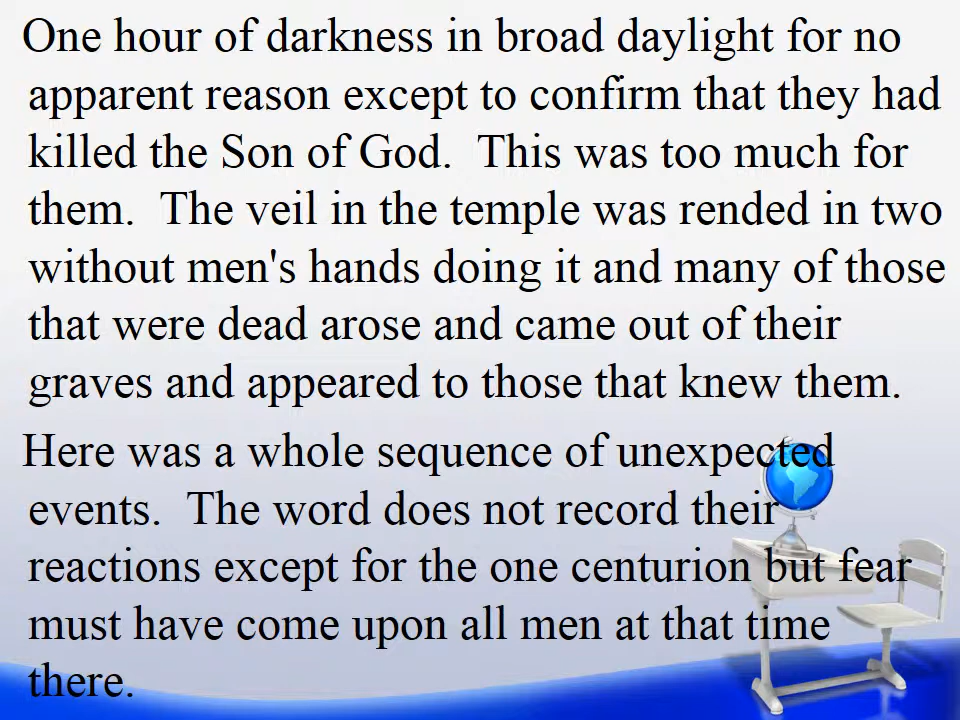 One hour of darkness in broad daylight for no
apparent reason except to confirm that they had
killed the Son of God.  This was too much for
them.  The veil in the temple was rended in two
without men's hands doing it and many of those
that were dead arose and came out of their
graves and appeared to those that knew them.
Here was a whole sequence of unexpected
events.  The word does not record their
reactions except for the one centurion but fear
must have come upon all men at that time
there.